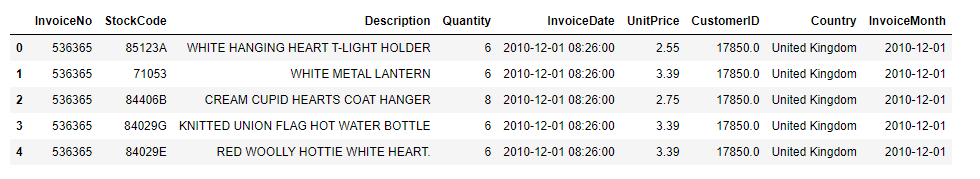 InvoiceNo StockCode Description Quantity InvoiceDate UnitPrice CustomerID Country InvoiceMonth
0 536365 85123A WHITE HANGING HEART T-LIGHT HOLDER 6 2010-12-01 08:26:00 2.55 17850.0 United Kingdom 2010-12-01
1 536365 71053 WHITE METAL LANTERN 6 2010-12-01 08:26:00 3.39 17850.0 United Kingdom 2010-12-01
2 536365 84406B CREAM CUPID HEARTS COAT HANGER 8 2010-12-01 08:26:00 2.75 17850.0 United Kingdom 2010-12-01
3 536365 84029G KNITTED UNION FLAG HOT WATER BOTTLE 6 2010-12-01 08:26:00 3.39 17850.0 United Kingdom 2010-12-01
4 536365 84029E RED WOOLLY HOTTIE WHITE HEART. 6 2010-12-01 08:26:00 3.39 17850.0 United Kingdom 2010-12-01